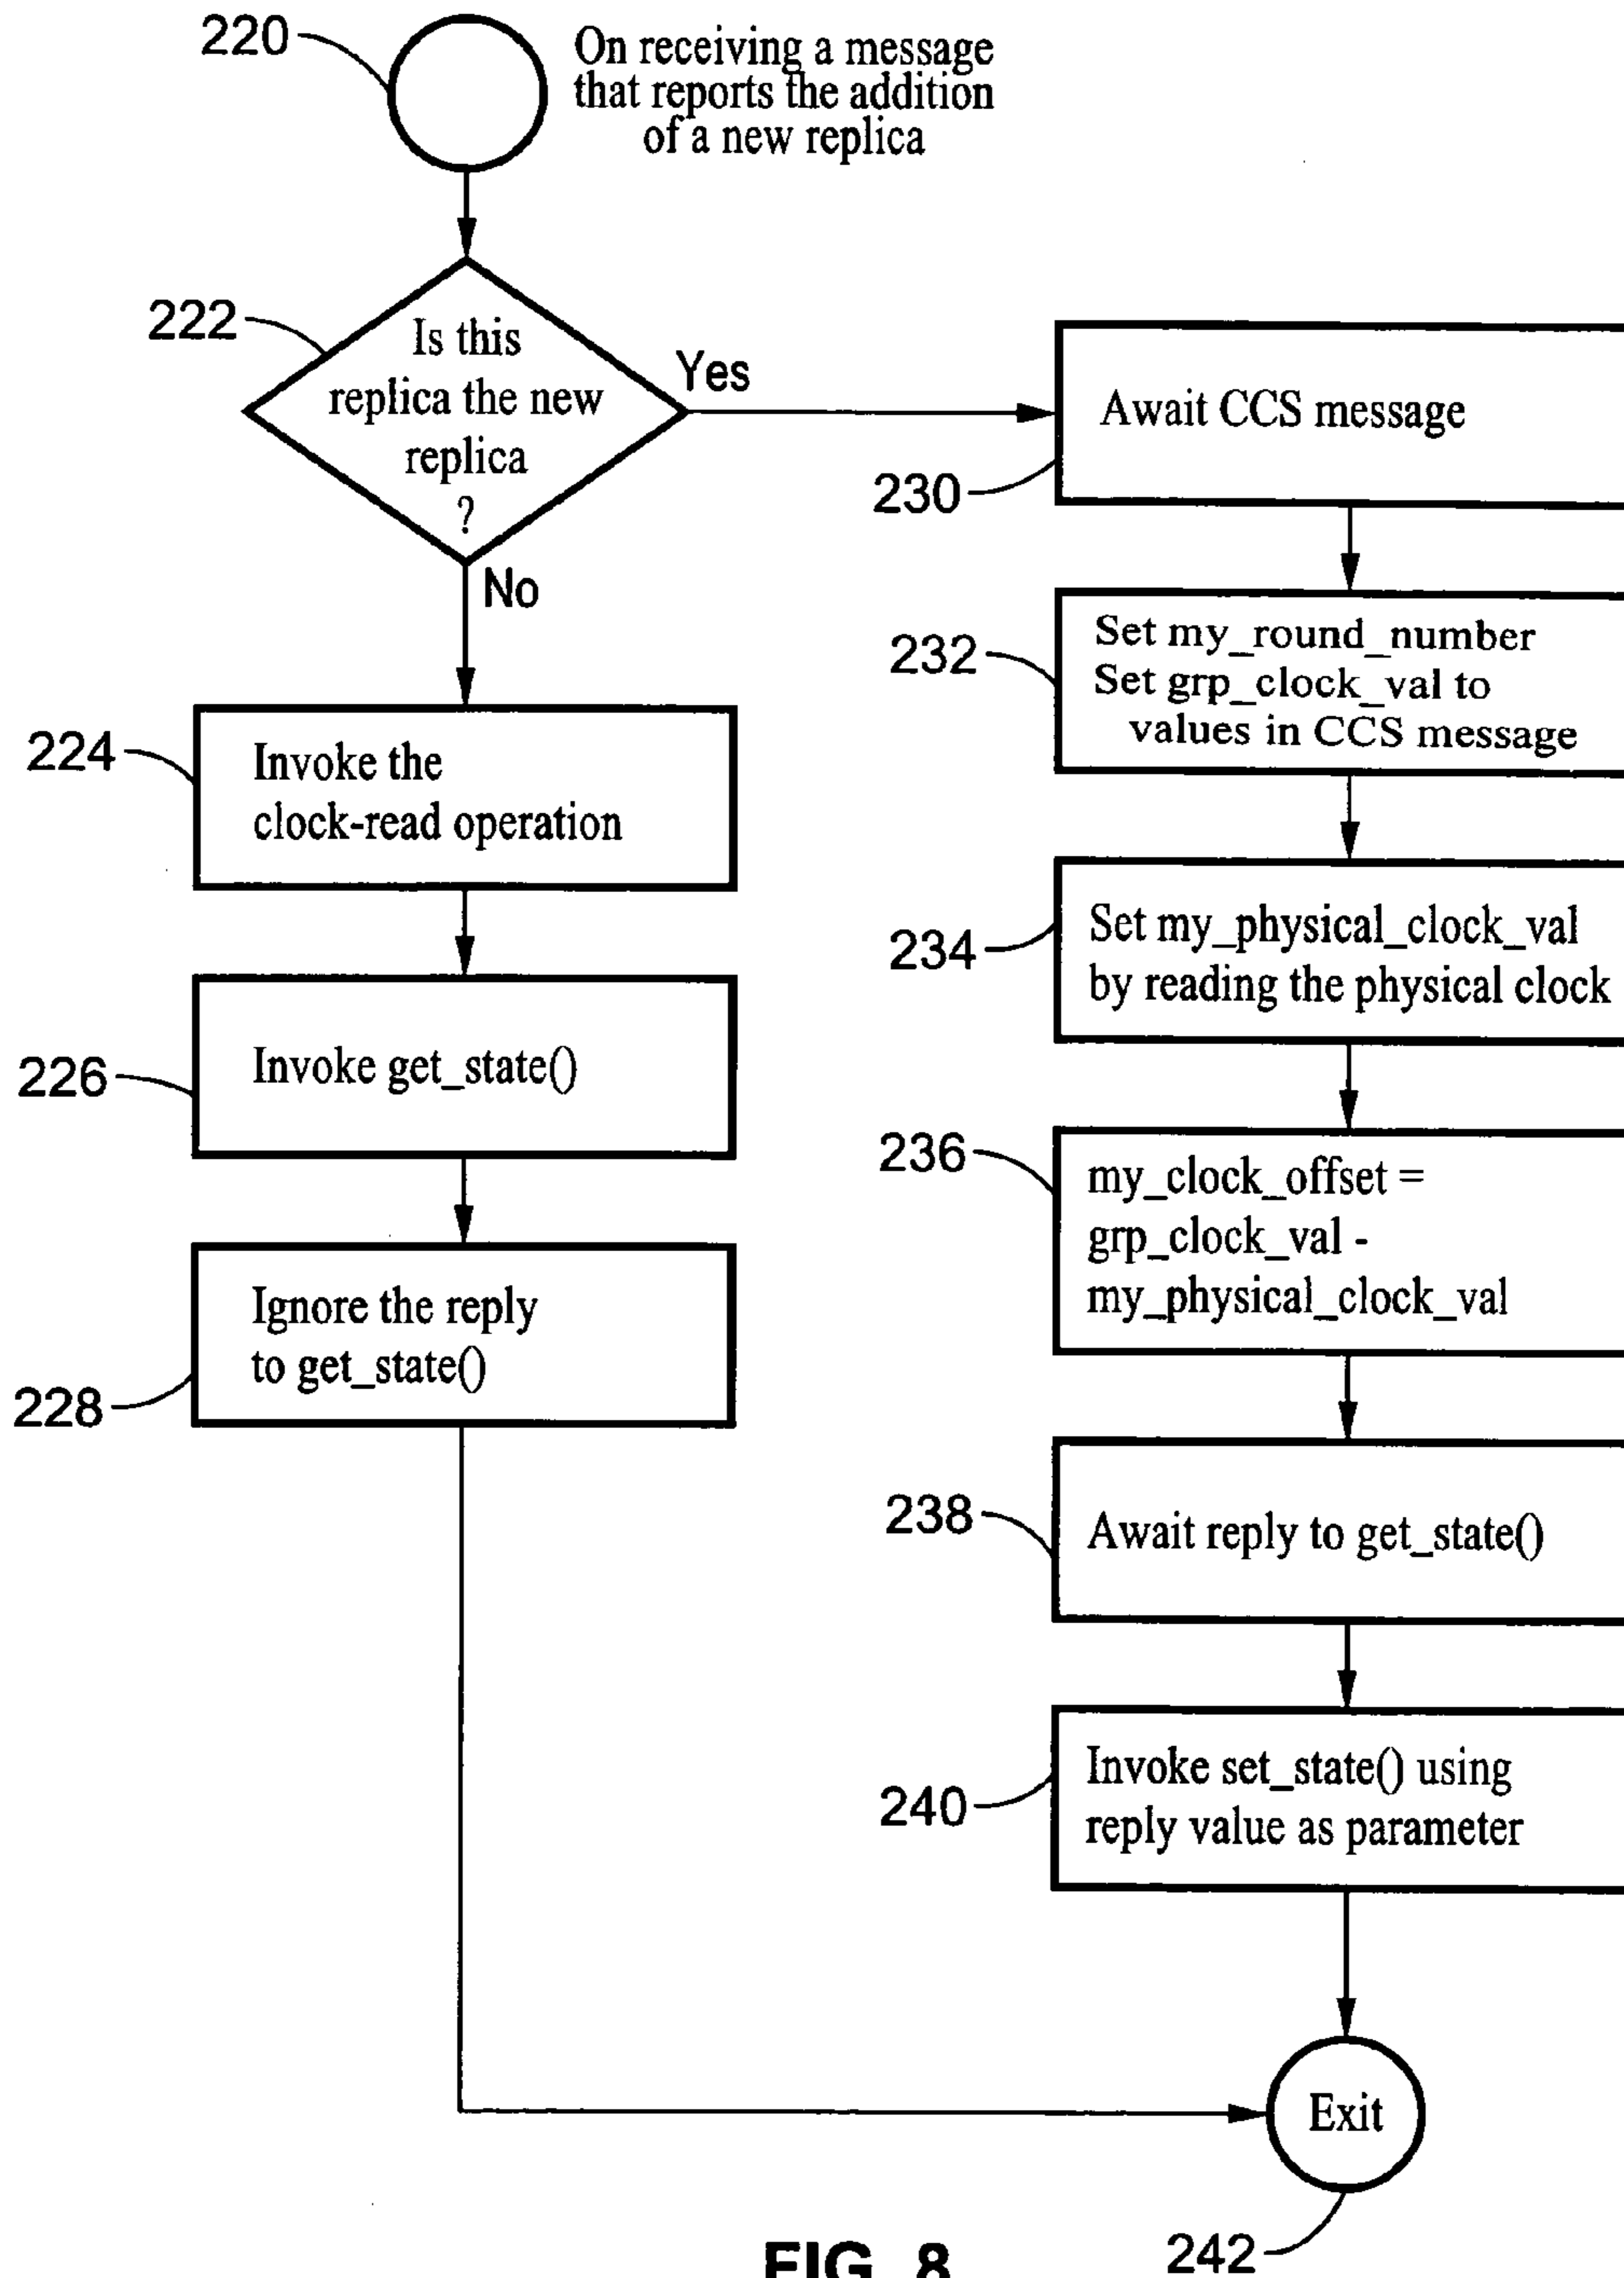 220
On receiving a message
that reports the addition
of a new replica
222
Is this
replica the new
replica
?
Yes
No
224
Invoke the
clock-read operation
226
Invoke get_state()
228
Ignore the reply
to get_state()
230
Await CCS message
232
Set my_round_number
Set grp_clock_val to
values in CCS message
234
Set my_physical_clock_val
by reading the physical clock
236
my_clock_offset =
grp_clock_val -
my_physical_clock_val
238
Await reply to get_state()
240
Invoke set_state() using
reply value as parameter
Exit
242
FIG. 8